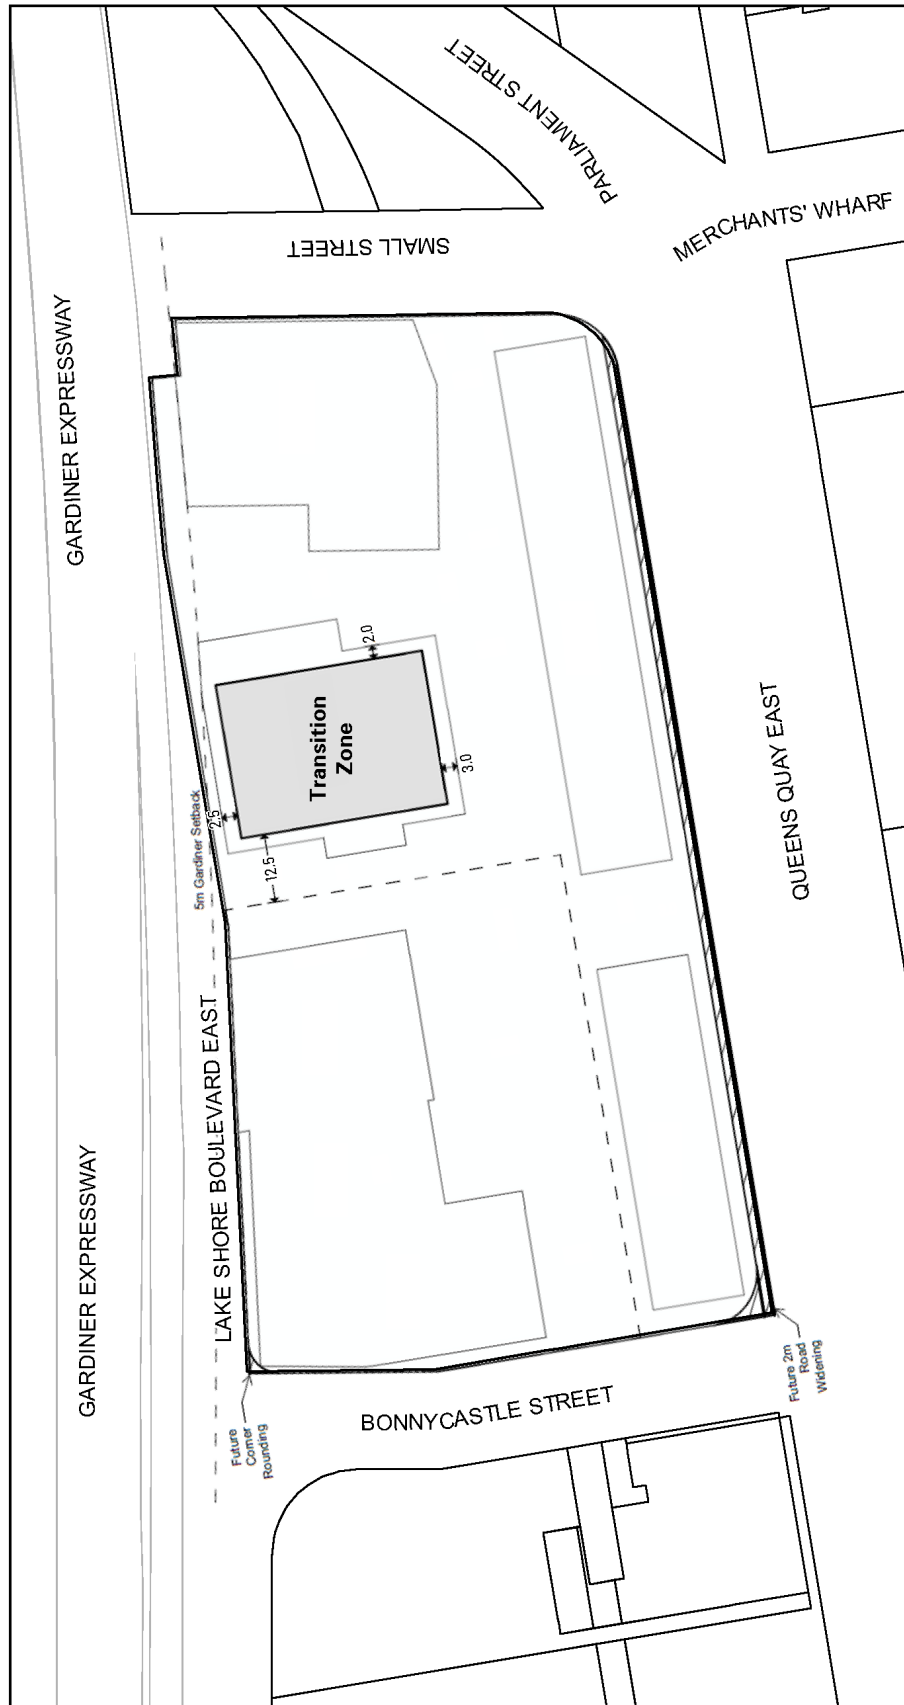 PARLIAMENT STREET
MERCHANTS' WHARF
SMALL STREET
GARDINER EXPRESSWAY
2.0
Transition
Zone
3.0
2.5
12.5
5m Gardiner Setback
QUEENS QUAY EAST
LAKE SHORE BOULEVARD EAST
GARDINER EXPRESSWAY
BONNYCASTLE STREET
Future
Corner
Rounding
Future 2m
Road
Widening